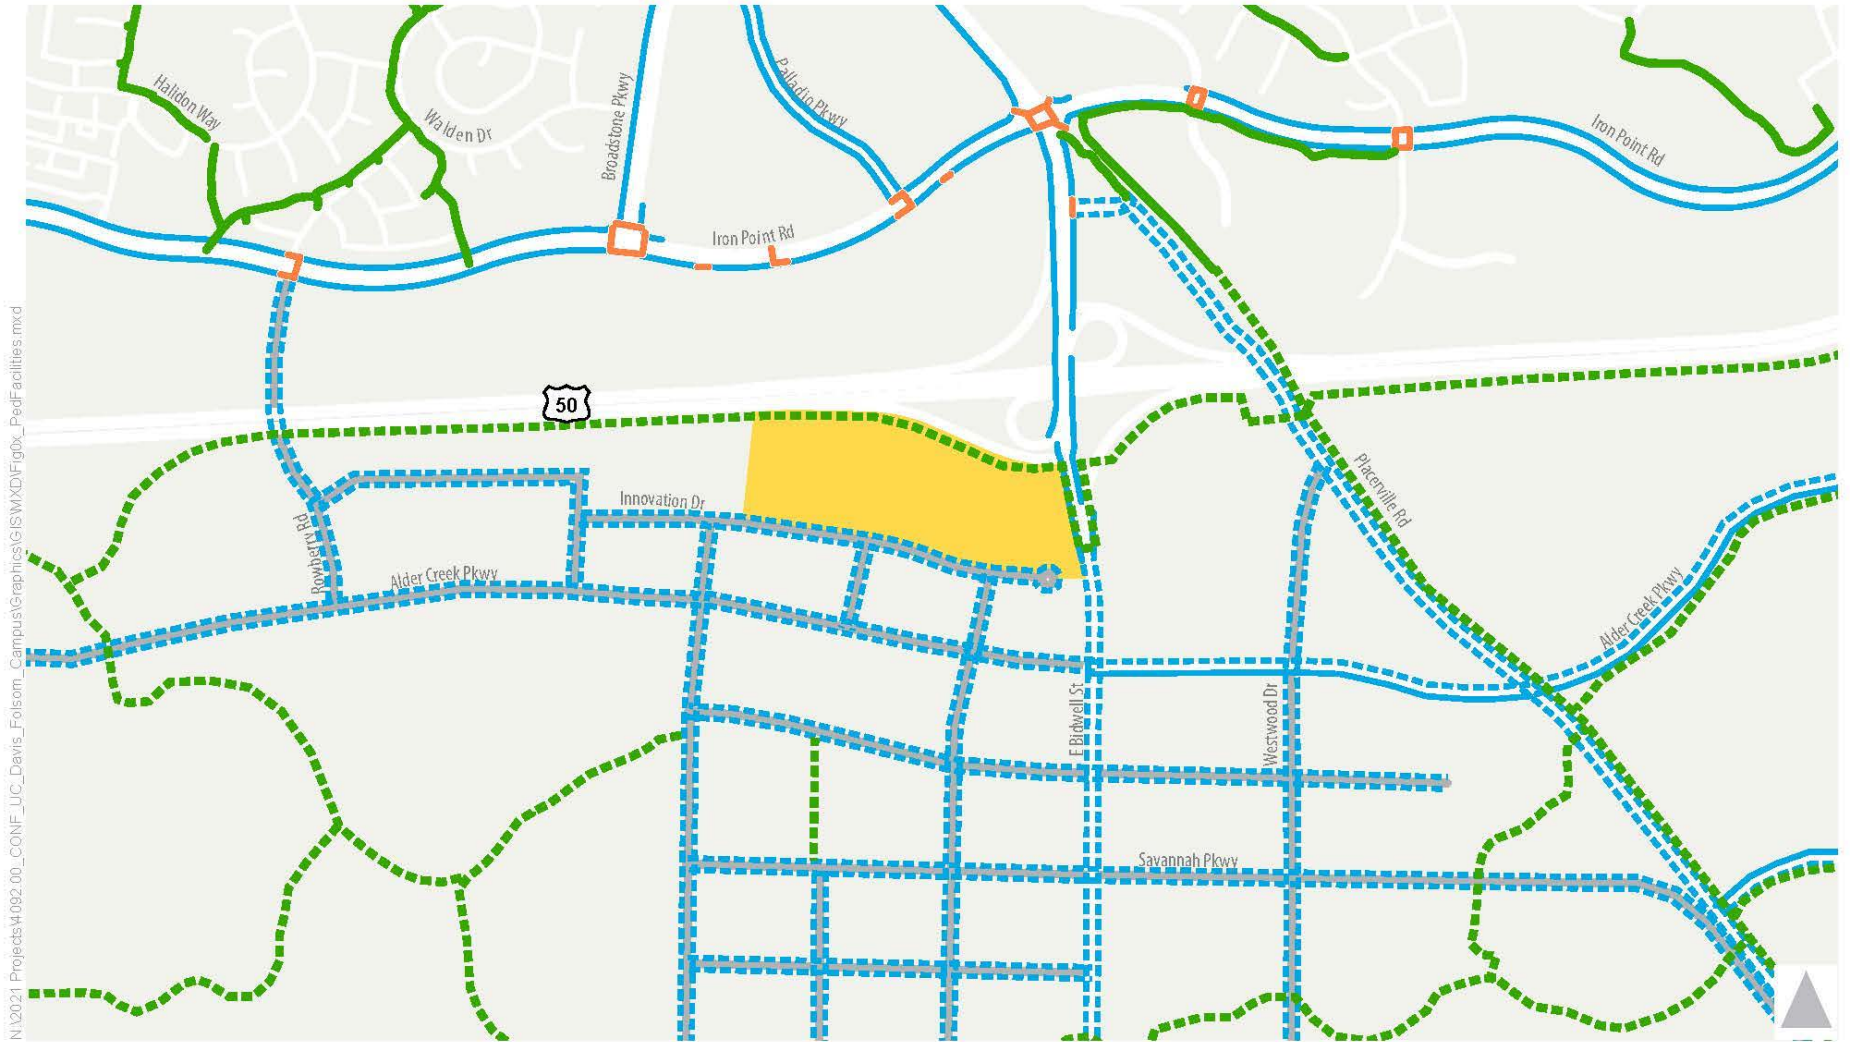 Halidon Way
Walden Dr
Broadstone Pkwy
Palladio Pkwy
Iron Point Rd
Iron Point Rd
50
Innovation Dr
Rowberry Rd
Alder Creek Pkwy
Placerville Rd
Alder Creek Pkwy
E Bidwell St
Westwood Dr
Savannah Pkwy
N:\2021 Projects\4092.00_CONF_UC_Davis_Folsom_Campus\Graphics\GIS\MXD\Fig0x_PedFacilities.mxd